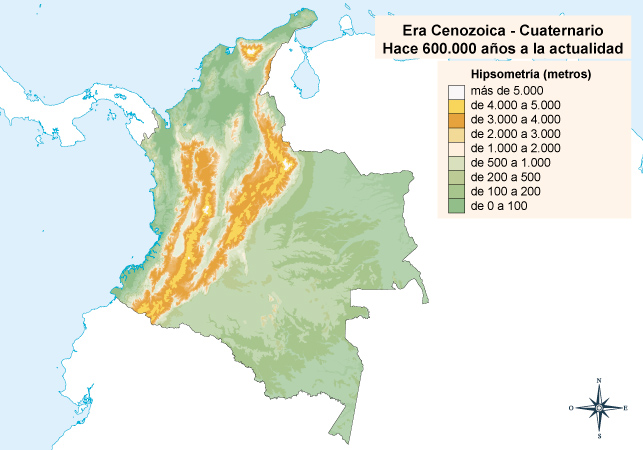 Era Cenozoica - Cuaternario
Hace 600.000 años a la actualidad
Hipsometría (metros)
más de 5.000
de 4.000 a 5.000
de 3.000 a 4.000
de 2.000 a 3.000
de 1.000 a 2.000
de 500 a 1.000
de 200 a 500
de 100 a 200
de 0 a 100
N
O E
S